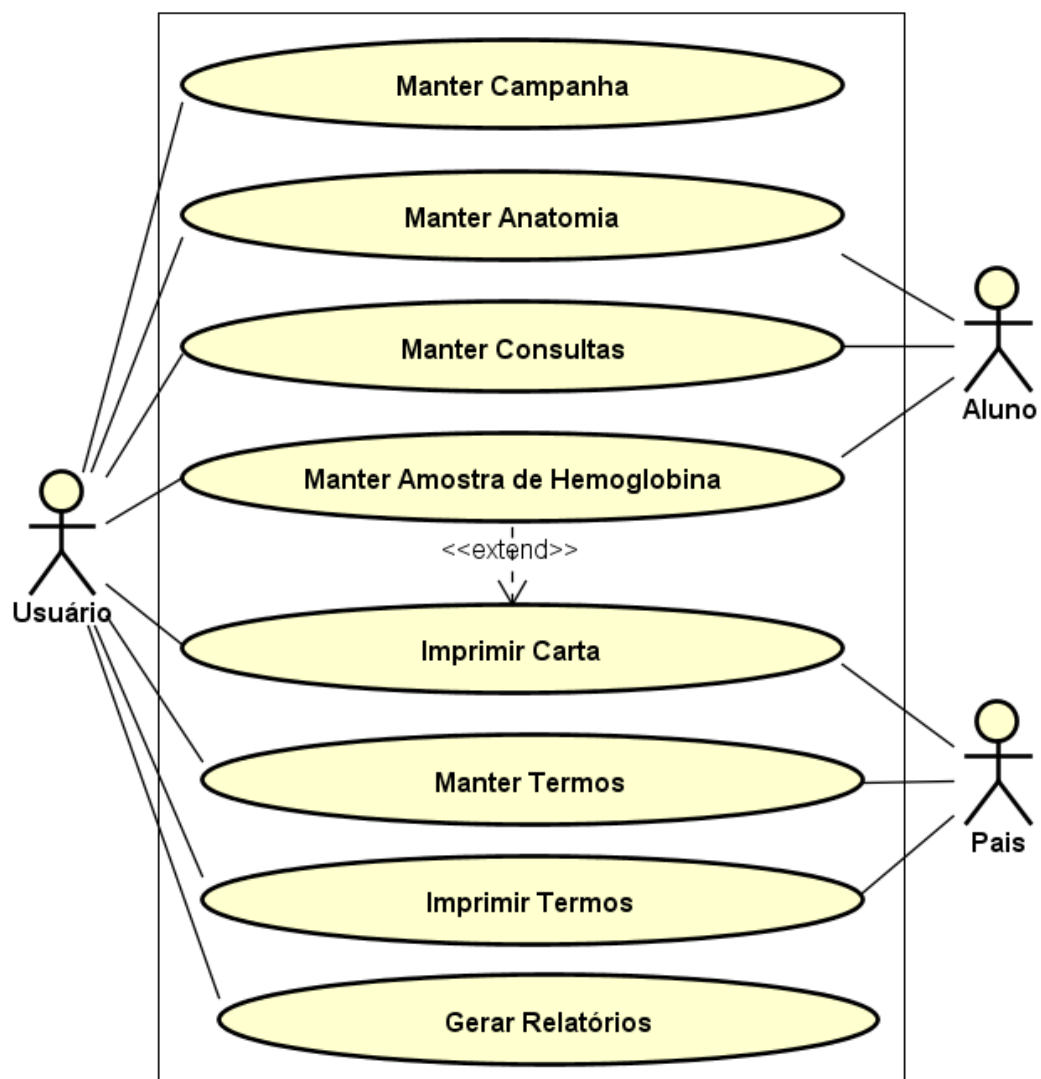 Manter Campanha
Manter Anatomia
Manter Consultas
Aluno
Manter Amostra de Hemoglobina
<<extend>>
Usuário
Imprimir Carta
Manter Termos
Pais
Imprimir Termos
Gerar Relatórios